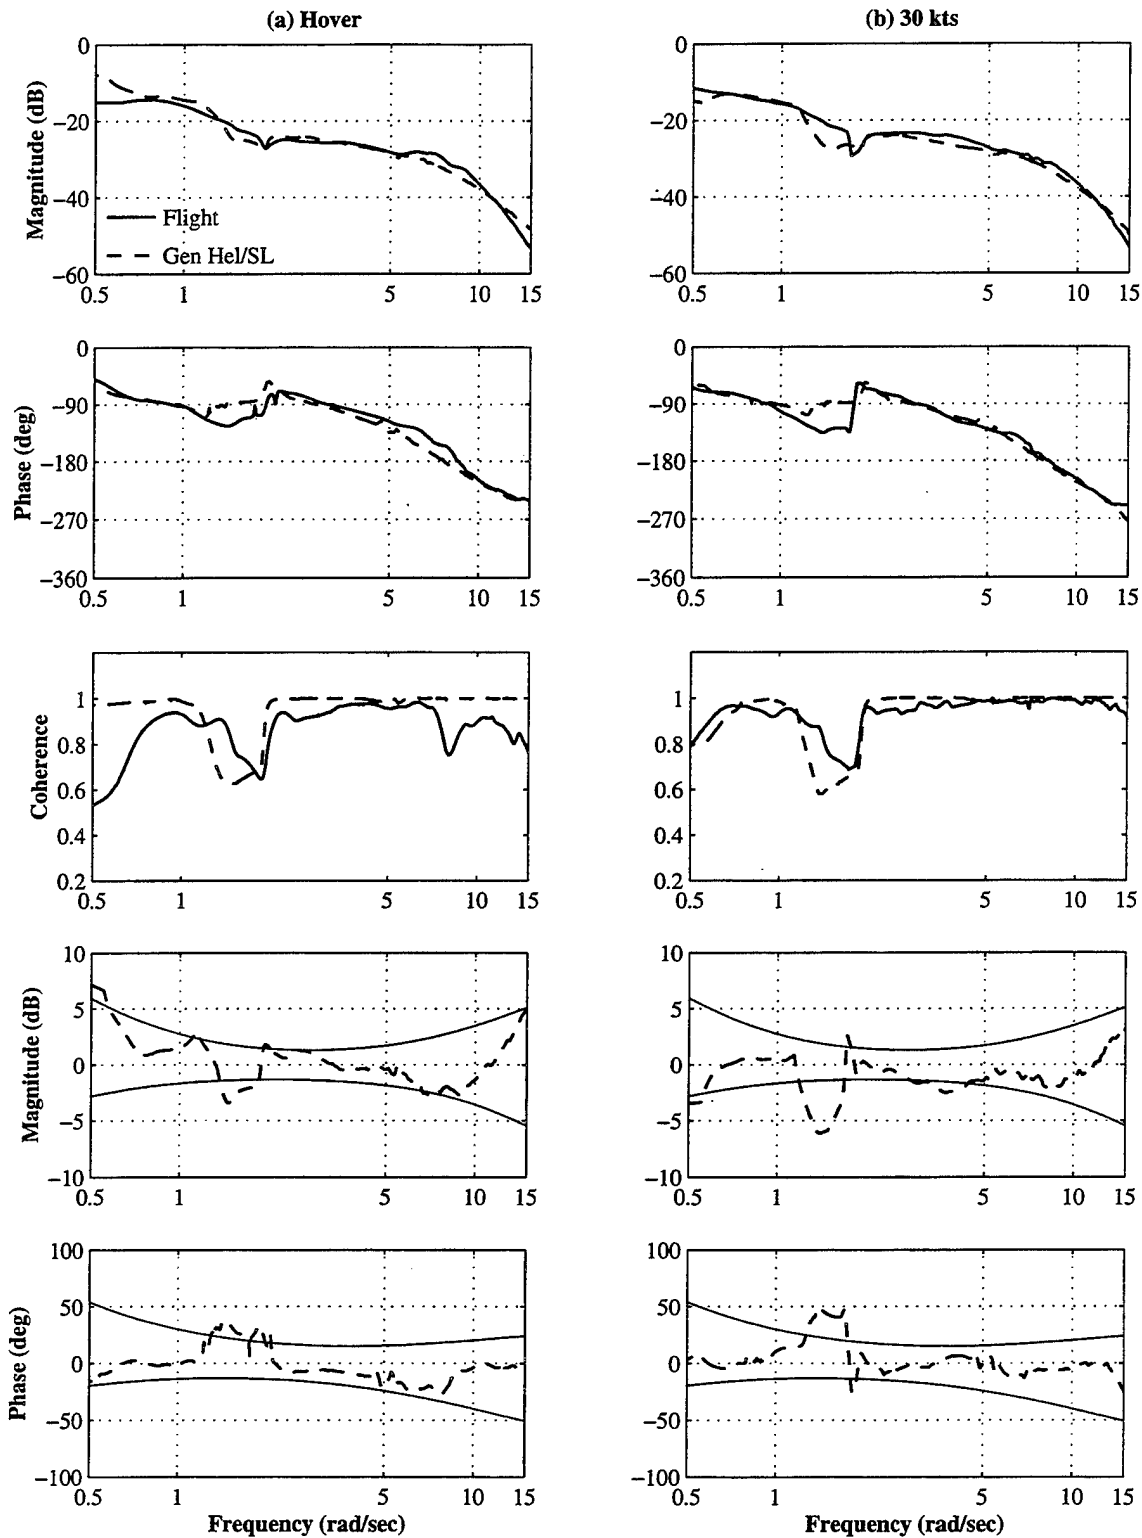 (a) Hover
(b) 30 kts
Magnitude (dB)
0
−20
−40
−60
Flight
Gen Hel/SL
0.5 1 5 10 15
0
−20
−40
−60
0.5 1 5 10 15
Phase (deg)
0
−90
−180
−270
−360
0.5 1 5 10 15
0
−90
−180
−270
−360
0.5 1 5 10 15
Coherence
1
0.8
0.6
0.4
0.2
0.5 1 5 10 15
1
0.8
0.6
0.4
0.2
0.5 1 5 10 15
Magnitude (dB)
10
5
0
−5
−10
0.5 1 5 10 15
10
5
0
−5
−10
0.5 1 5 10 15
Phase (deg)
100
50
0
−50
−100
0.5 1 5 10 15
Frequency (rad/sec)
100
50
0
−50
−100
0.5 1 5 10 15
Frequency (rad/sec)